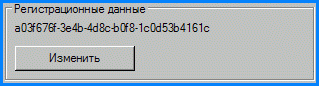 Регистрационные данные
a03f676f-3e4b-4d8c-b0f8-1c0d53b4161c
Изменить